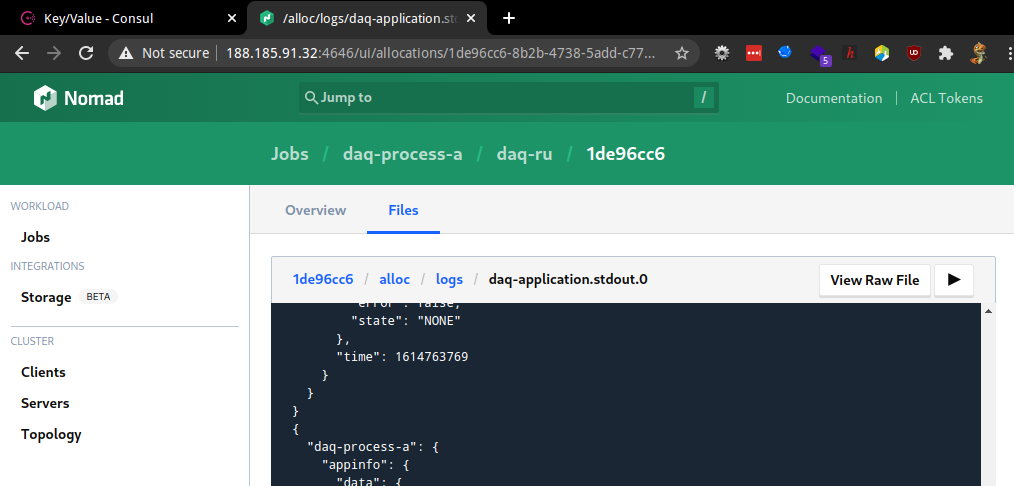 Key/Value - Consul
/alloc/logs/daq-application.std
Not secure 188.185.91.32:4646/ui/allocations/1de96cc6-8b2b-4738-5add-c77...
5
h
UD
Nomad
Jump to
/
Documentation
ACL Tokens
Jobs / daq-process-a / daq-ru / 1de96cc6
WORKLOAD
Jobs
INTEGRATIONS
Storage BETA
CLUSTER
Clients
Servers
Topology
Overview
Files
1de96cc6 / alloc / logs / daq-application.stdout.0
View Raw File
"error": false,
"state": "NONE"
},
"time": 1614763769
}
}
}
{
"daq-process-a": {
"appinfo": {
"data": {